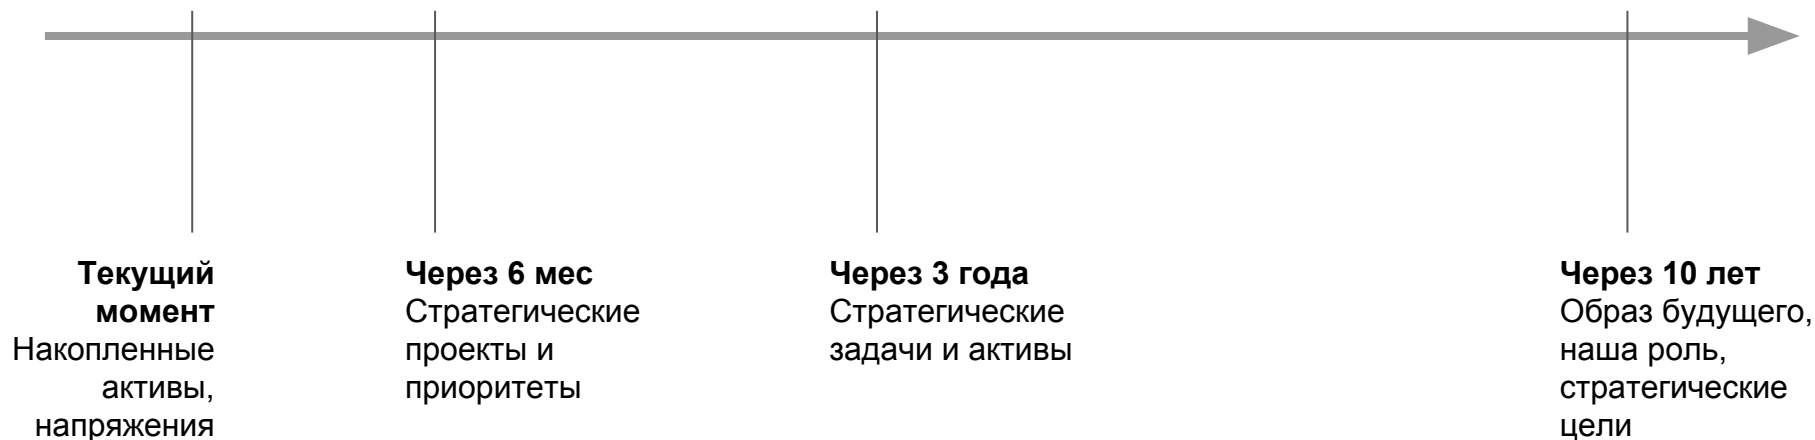 Текущий
момент
Накопленные
активы,
напряжения
Через 6 мес
Стратегические
проекты и
приоритеты
Через 3 года
Стратегические
задачи и активы
Через 10 лет
Образ будущего,
наша роль,
стратегические
цели